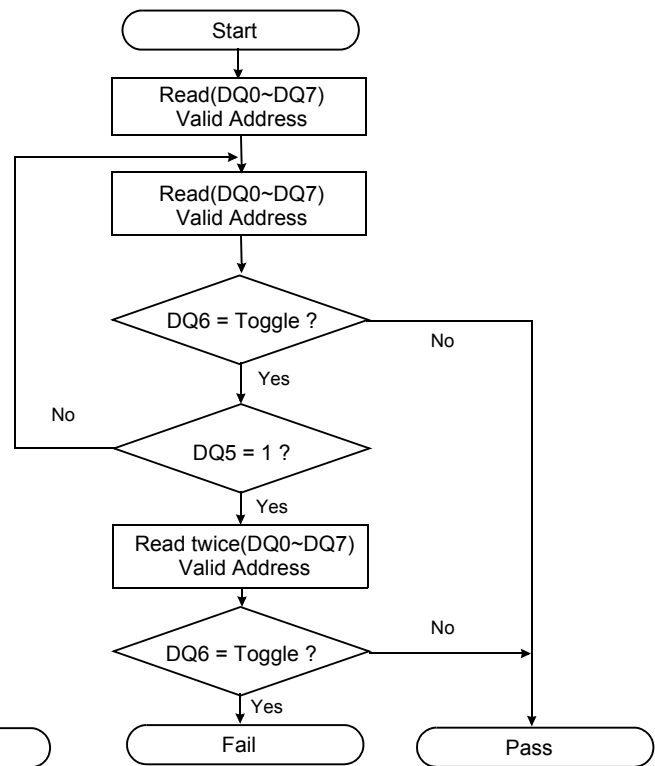 Start
Read(DQ0~DQ7)
Valid Address
Read(DQ0~DQ7)
Valid Address
DQ6 = Toggle ?
No
Yes
No
DQ5 = 1 ?
Yes
Read twice(DQ0~DQ7)
Valid Address
DQ6 = Toggle ?
No
Yes
Fail
Pass